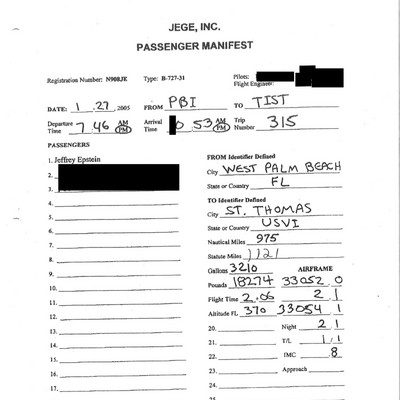 JEGE, INC.
PASSENGER MANIFEST
Registration Number: N908JE Type: B-727-31 Pilots:
Flight Engineer:
DATE: 1 . 27 , 2005 FROM PBI TO TIST
Departure Time 7 46 AM PM Arrival Time 53 AM PM Trip Number 315
PASSENGERS
1. Jeffrey Epstein
2.
3.
4.
5.
6.
7.
8.
9.
10.
11.
12.
13.
14.
15.
16.
17.
FROM Identifier Defined
City WEST PALM BEACH
State or Country FL
TO Identifier Defined
City ST. THOMAS
State or Country USVI
Nautical Miles 975
Statute Miles 1121
Gallons 3210 AIRFRAME
Pounds 18274 33052 0
Flight Time 2.06 2 1
Altitude FL 370 33054 1
20. Night 2 1
21. T/L 1 1
22. IMC .8
23. Approach
24.